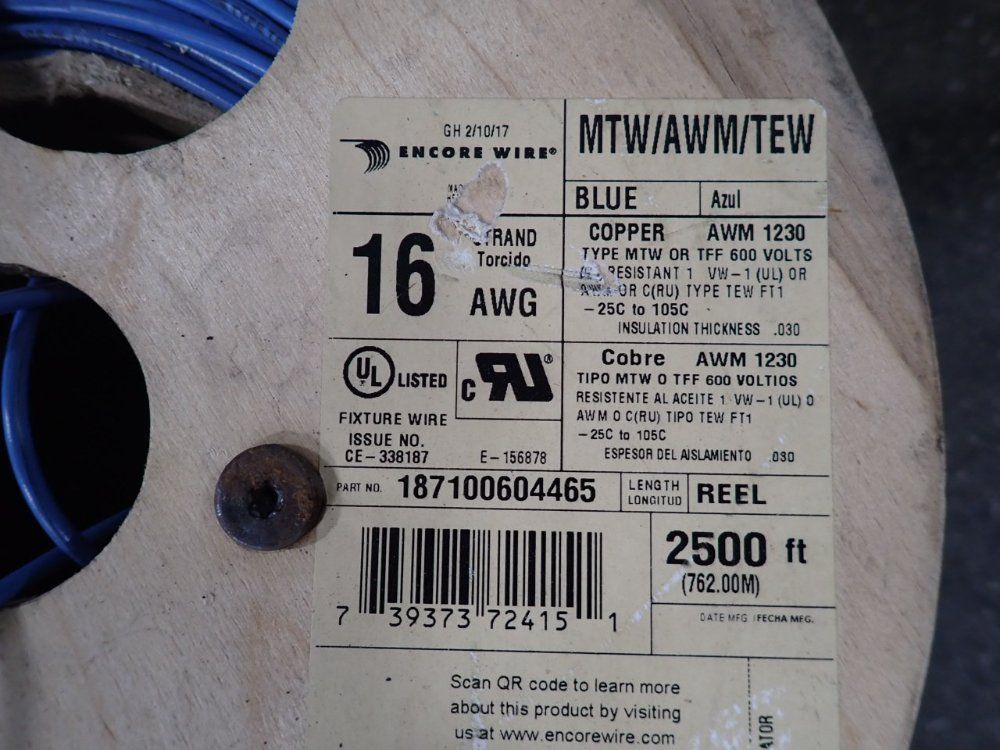 GH 2/10/17
ENCORE WIRE®
MTW/AWM/TEW
BLUE
Azul
16
STRAND
Torcido
AWG
COPPER AWM 1230
TYPE MTW OR TFF 600 VOLTS
RESISTANT 1 VW-1 (UL) OR
AWM OR C(RU) TYPE TEW FT1
-25C to 105C
INSULATION THICKNESS .030
UL LISTED
c RU ®
FIXTURE WIRE
ISSUE NO.
CE-338187
E-156878
Cobre AWM 1230
TIPO MTW O TFF 600 VOLTIOS
RESISTENTE AL ACEITE 1 VW-1 (UL) O
AWM O C(RU) TIPO TEW FT1
-25C to 105C
ESPESOR DEL AISLAMIENTO .030
PART NO. 187100604465
LENGTH
LONGITUD
REEL
7 39373 72415 1
2500 ft
(762.00M)
DATE MFG /FECHA MFG.
Scan QR code to learn more
about this product by visiting
us at www.encorewire.com